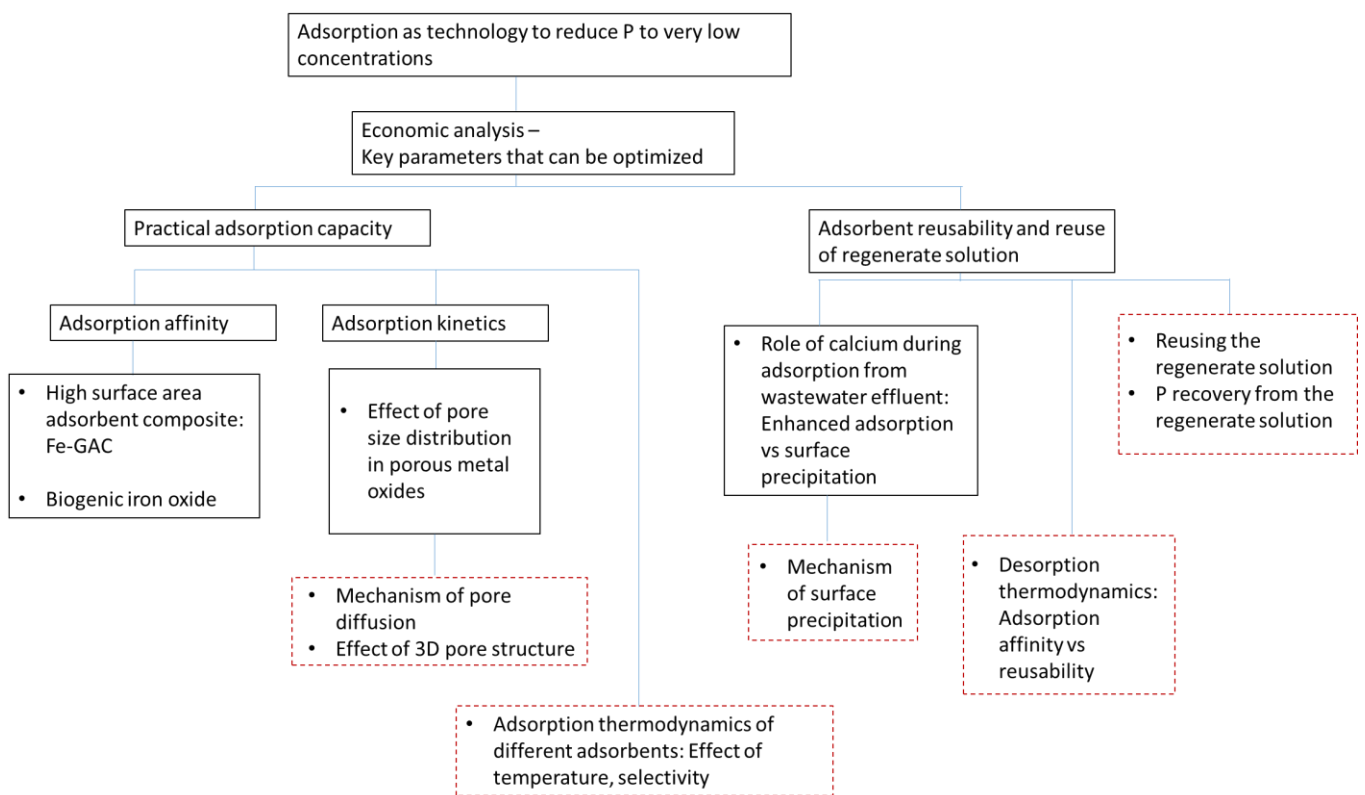 Adsorption as technology to reduce P to very low
concentrations
Economic analysis –
Key parameters that can be optimized
Practical adsorption capacity
Adsorbent reusability and reuse
of regenerate solution
Adsorption affinity
Adsorption kinetics
• High surface area
adsorbent composite:
Fe-GAC
• Biogenic iron oxide
• Effect of pore
size distribution
in porous metal
oxides
• Role of calcium during
adsorption from
wastewater effluent:
Enhanced adsorption
vs surface
precipitation
• Reusing the
regenerate solution
• P recovery from the
regenerate solution
• Mechanism of pore
diffusion
• Effect of 3D pore structure
• Mechanism
of surface
precipitation
• Desorption
thermodynamics:
Adsorption
affinity vs
reusability
• Adsorption thermodynamics of
different adsorbents: Effect of
temperature, selectivity